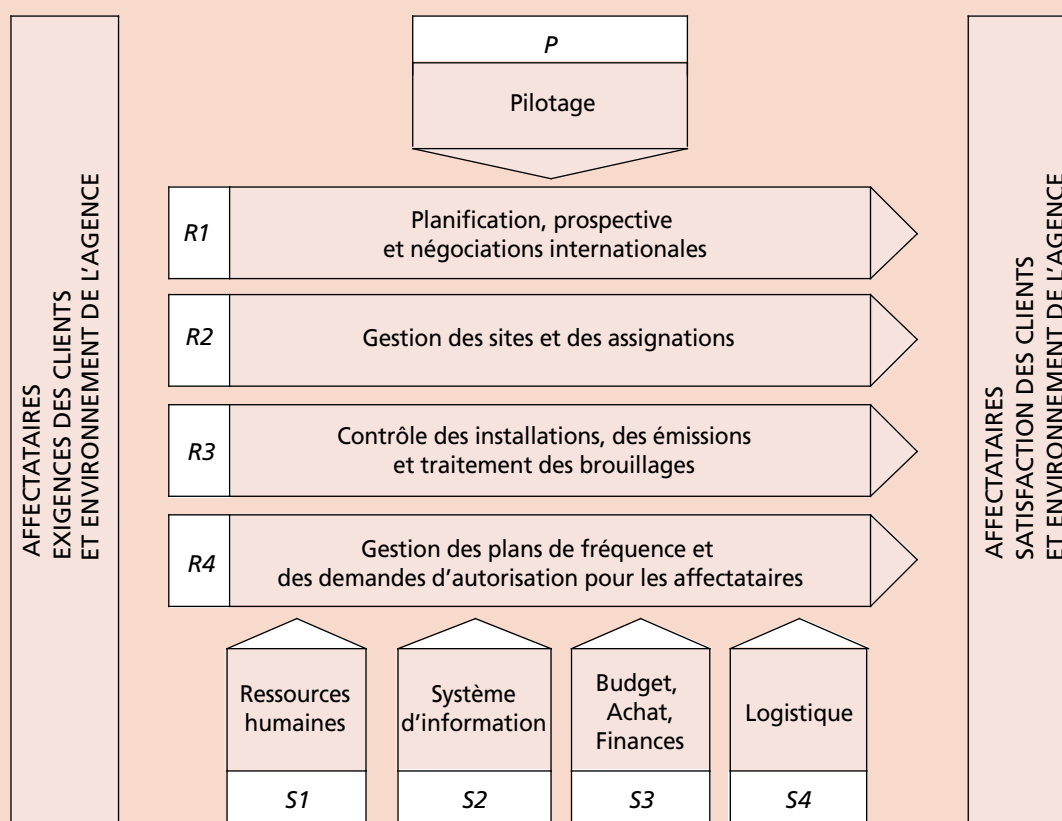 P
Pilotage
AFFECTATAIRES
EXIGENCES DES CLIENTS
ET ENVIRONNEMENT DE L'AGENCE
R1
Planification, prospective
et négociations internationales
R2
Gestion des sites et des assignations
R3
Contrôle des installations, des émissions
et traitement des brouillages
R4
Gestion des plans de fréquence et
des demandes d'autorisation pour les affectataires
AFFECTATAIRES
SATISFACTION DES CLIENTS
ET ENVIRONNEMENT DE L'AGENCE
Ressources
humaines
S1
Système
d'information
S2
Budget,
Achat,
Finances
S3
Logistique
S4